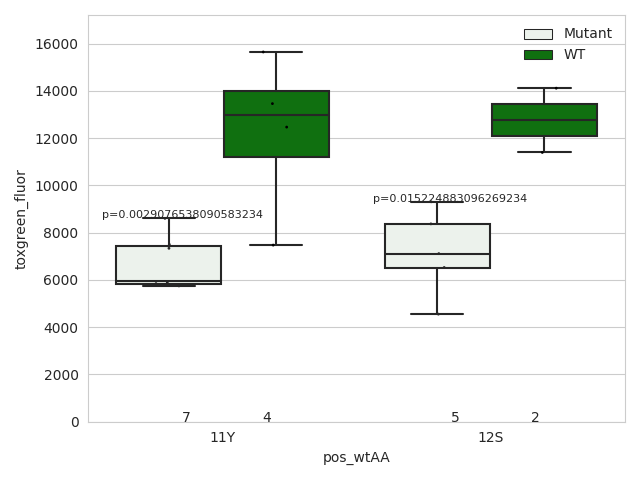 Mutant
WT
16000
14000
12000
10000
8000
6000
4000
2000
0
toxgreen_fluor
p=0.0029076538090583234
p=0.015224883096269234
7 4 5 2
11Y 12S
pos_wtAA